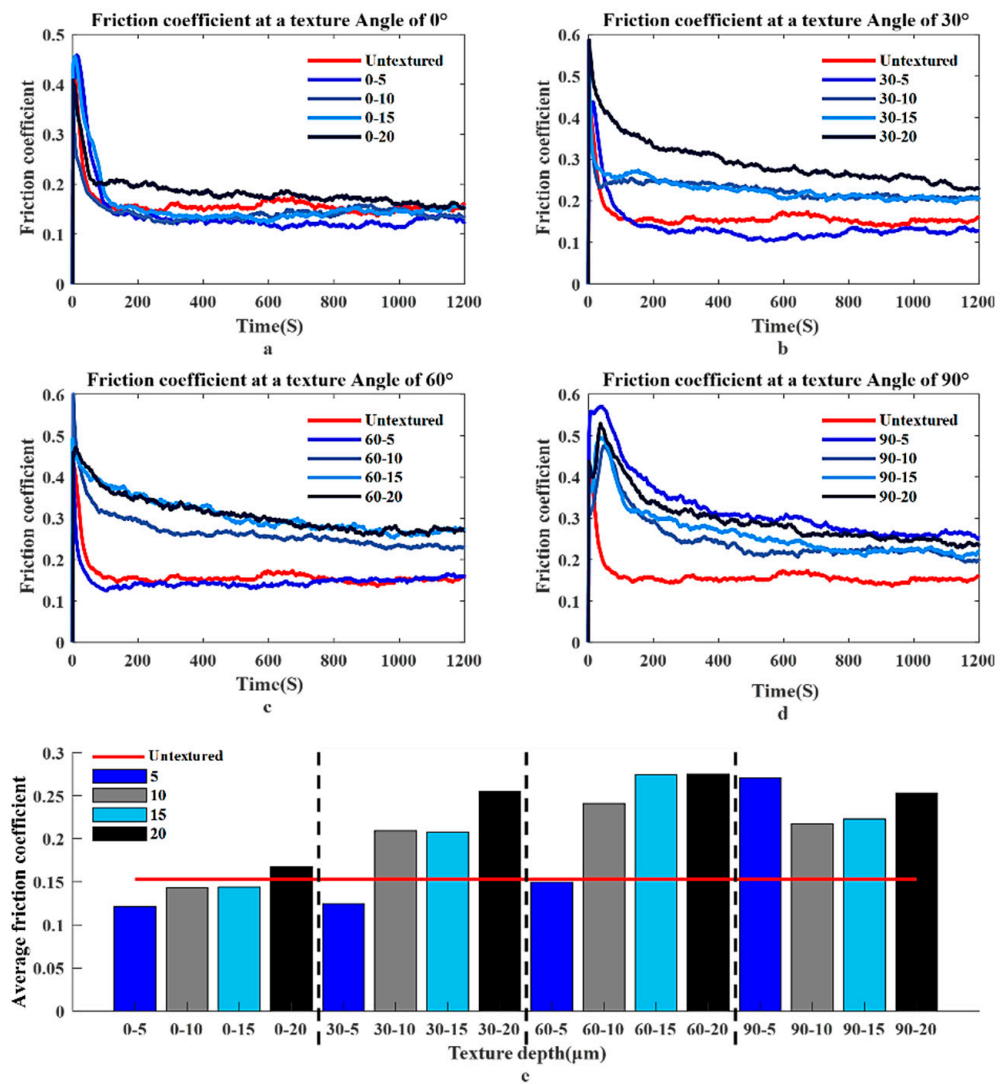 Friction coefficient at a texture Angle of 0°
0.5
0.4
0.3
0.2
0.1
0
Friction coefficient
Untextured
0-5
0-10
0-15
0-20
0 200 400 600 800 1000 1200
Time(S)
a
Friction coefficient at a texture Angle of 30°
0.6
0.5
0.4
0.3
0.2
0.1
0
Friction coefficient
Untextured
30-5
30-10
30-15
30-20
0 200 400 600 800 1000 1200
Time(S)
b
Friction coefficient at a texture Angle of 60°
0.6
0.5
0.4
0.3
0.2
0.1
0
Friction coefficient
Untextured
60-5
60-10
60-15
60-20
0 200 400 600 800 1000 1200
Time(S)
c
Friction coefficient at a texture Angle of 90°
0.6
0.5
0.4
0.3
0.2
0.1
0
Friction coefficient
Untextured
90-5
90-10
90-15
90-20
0 200 400 600 800 1000 1200
Time(S)
d
0.3
0.25
0.2
0.15
0.1
0.05
0
Average friction coefficient
Untextured
5
10
15
20
0-5 0-10 0-15 0-20 30-5 30-10 30-15 30-20 60-5 60-10 60-15 60-20 90-5 90-10 90-15 90-20
Texture depth(μm)
e